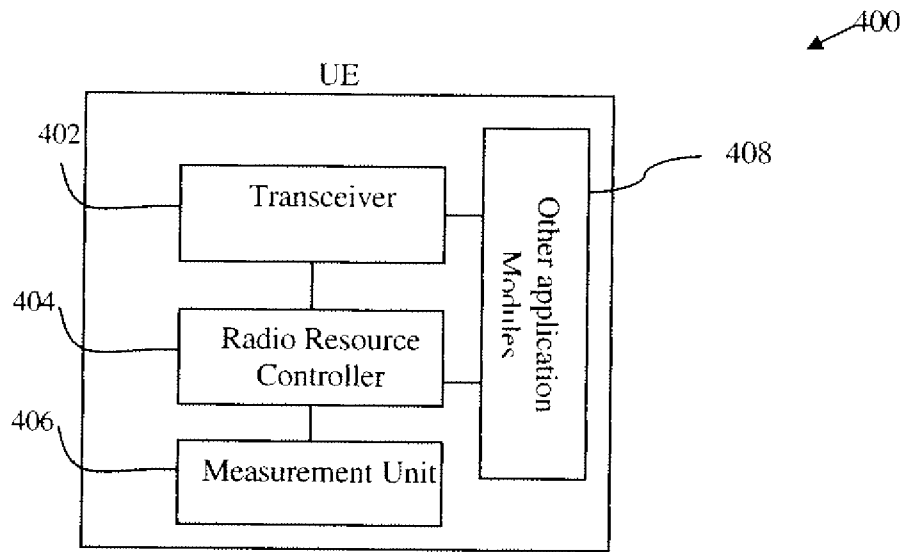 400
UE
402
Transceiver
408
Other application
Modules
404
Radio Resource
Controller
406
Measurement Unit